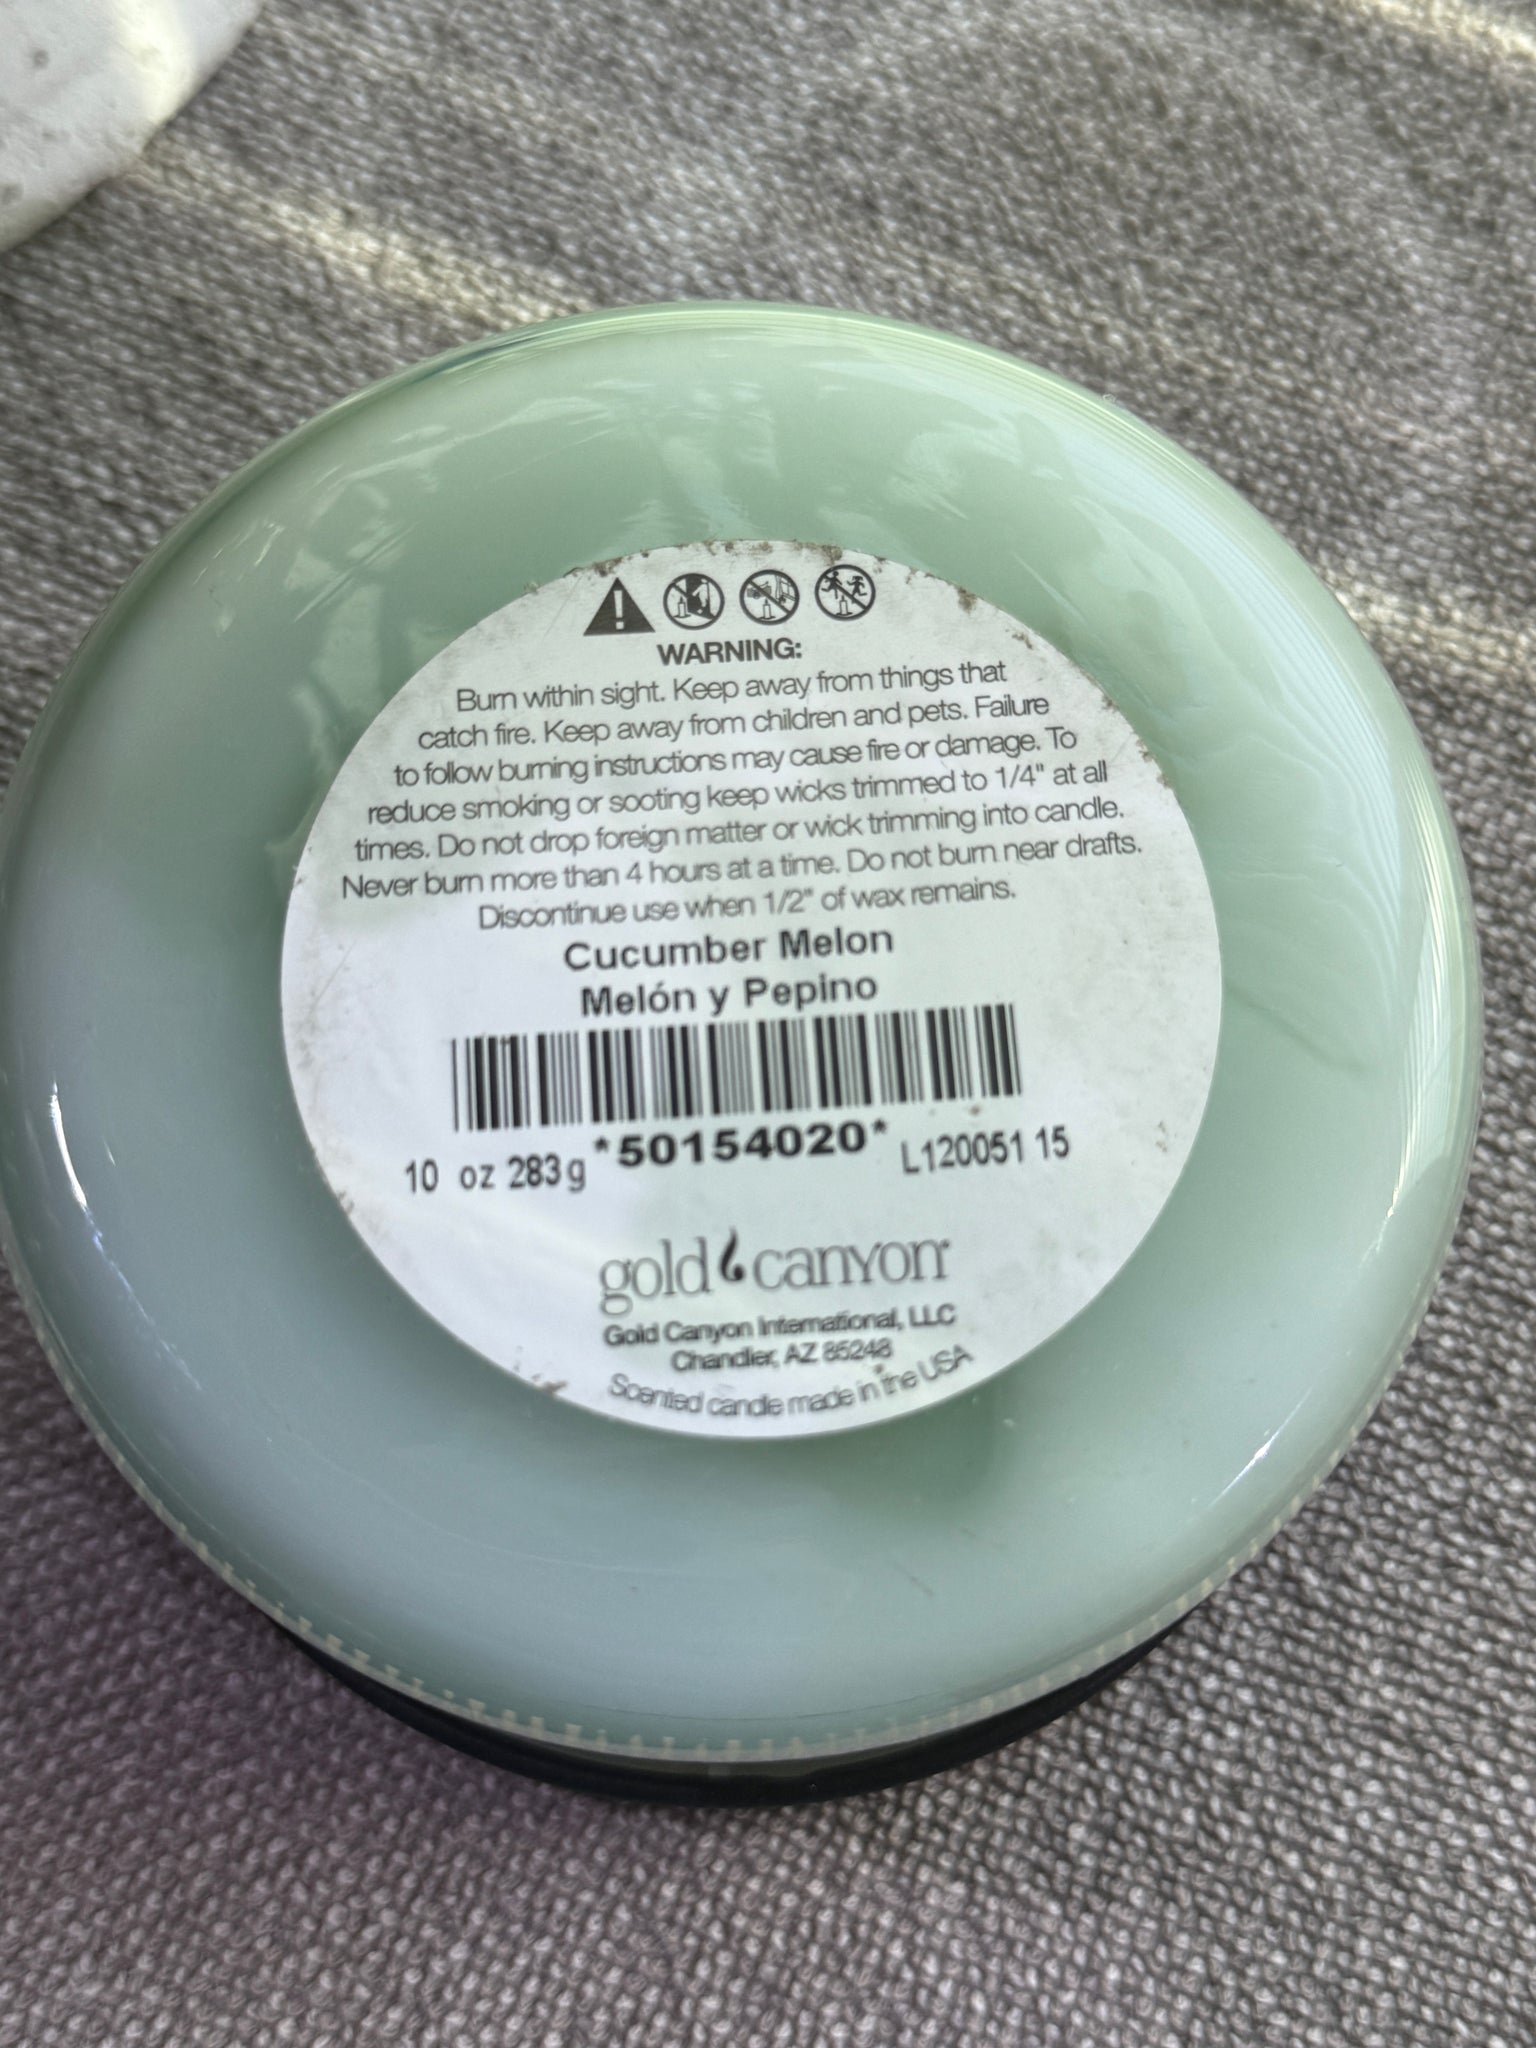 WARNING:
Burn within sight. Keep away from things that
catch fire. Keep away from children and pets. Failure
to follow burning instructions may cause fire or damage. To
reduce smoking or sooting keep wicks trimmed to 1/4" at all
times. Do not drop foreign matter or wick trimming into candle.
Never burn more than 4 hours at a time. Do not burn near drafts.
Discontinue use when 1/2" of wax remains.
Cucumber Melon
Melón y Pepino
10 oz 283g *50154020* L120051 15
gold canyon
Gold Canyon International, LLC
Chandler, AZ 85248
Scented candle made in the USA